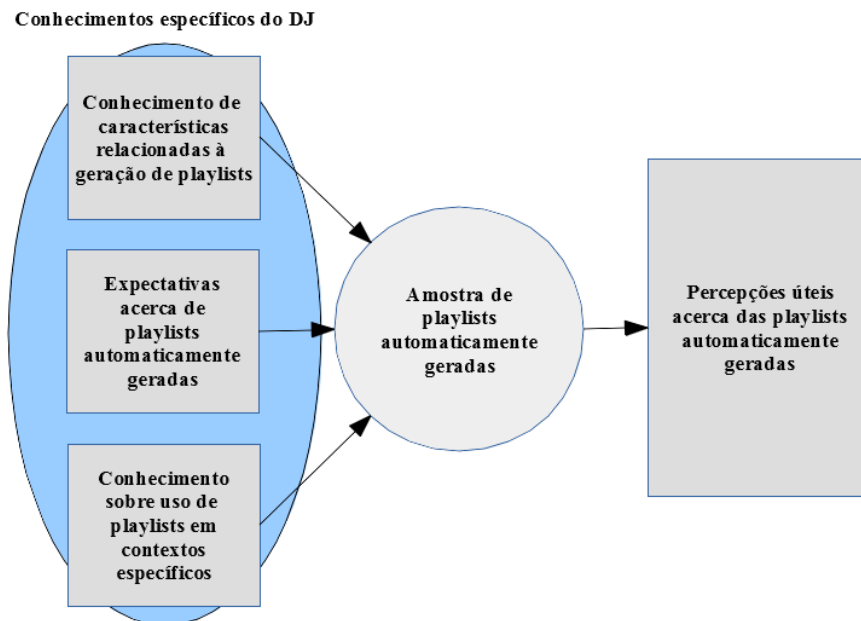 Conhecimentos específicos do DJ
Conhecimento de
características
relacionadas à
geração de playlists
Expectativas
acerca de
playlists
automaticamente
geradas
Conhecimento
sobre uso de
playlists em
contextos
específicos
Amostra de
playlists
automaticamente
geradas
Percepções úteis
acerca das playlists
automaticamente
geradas